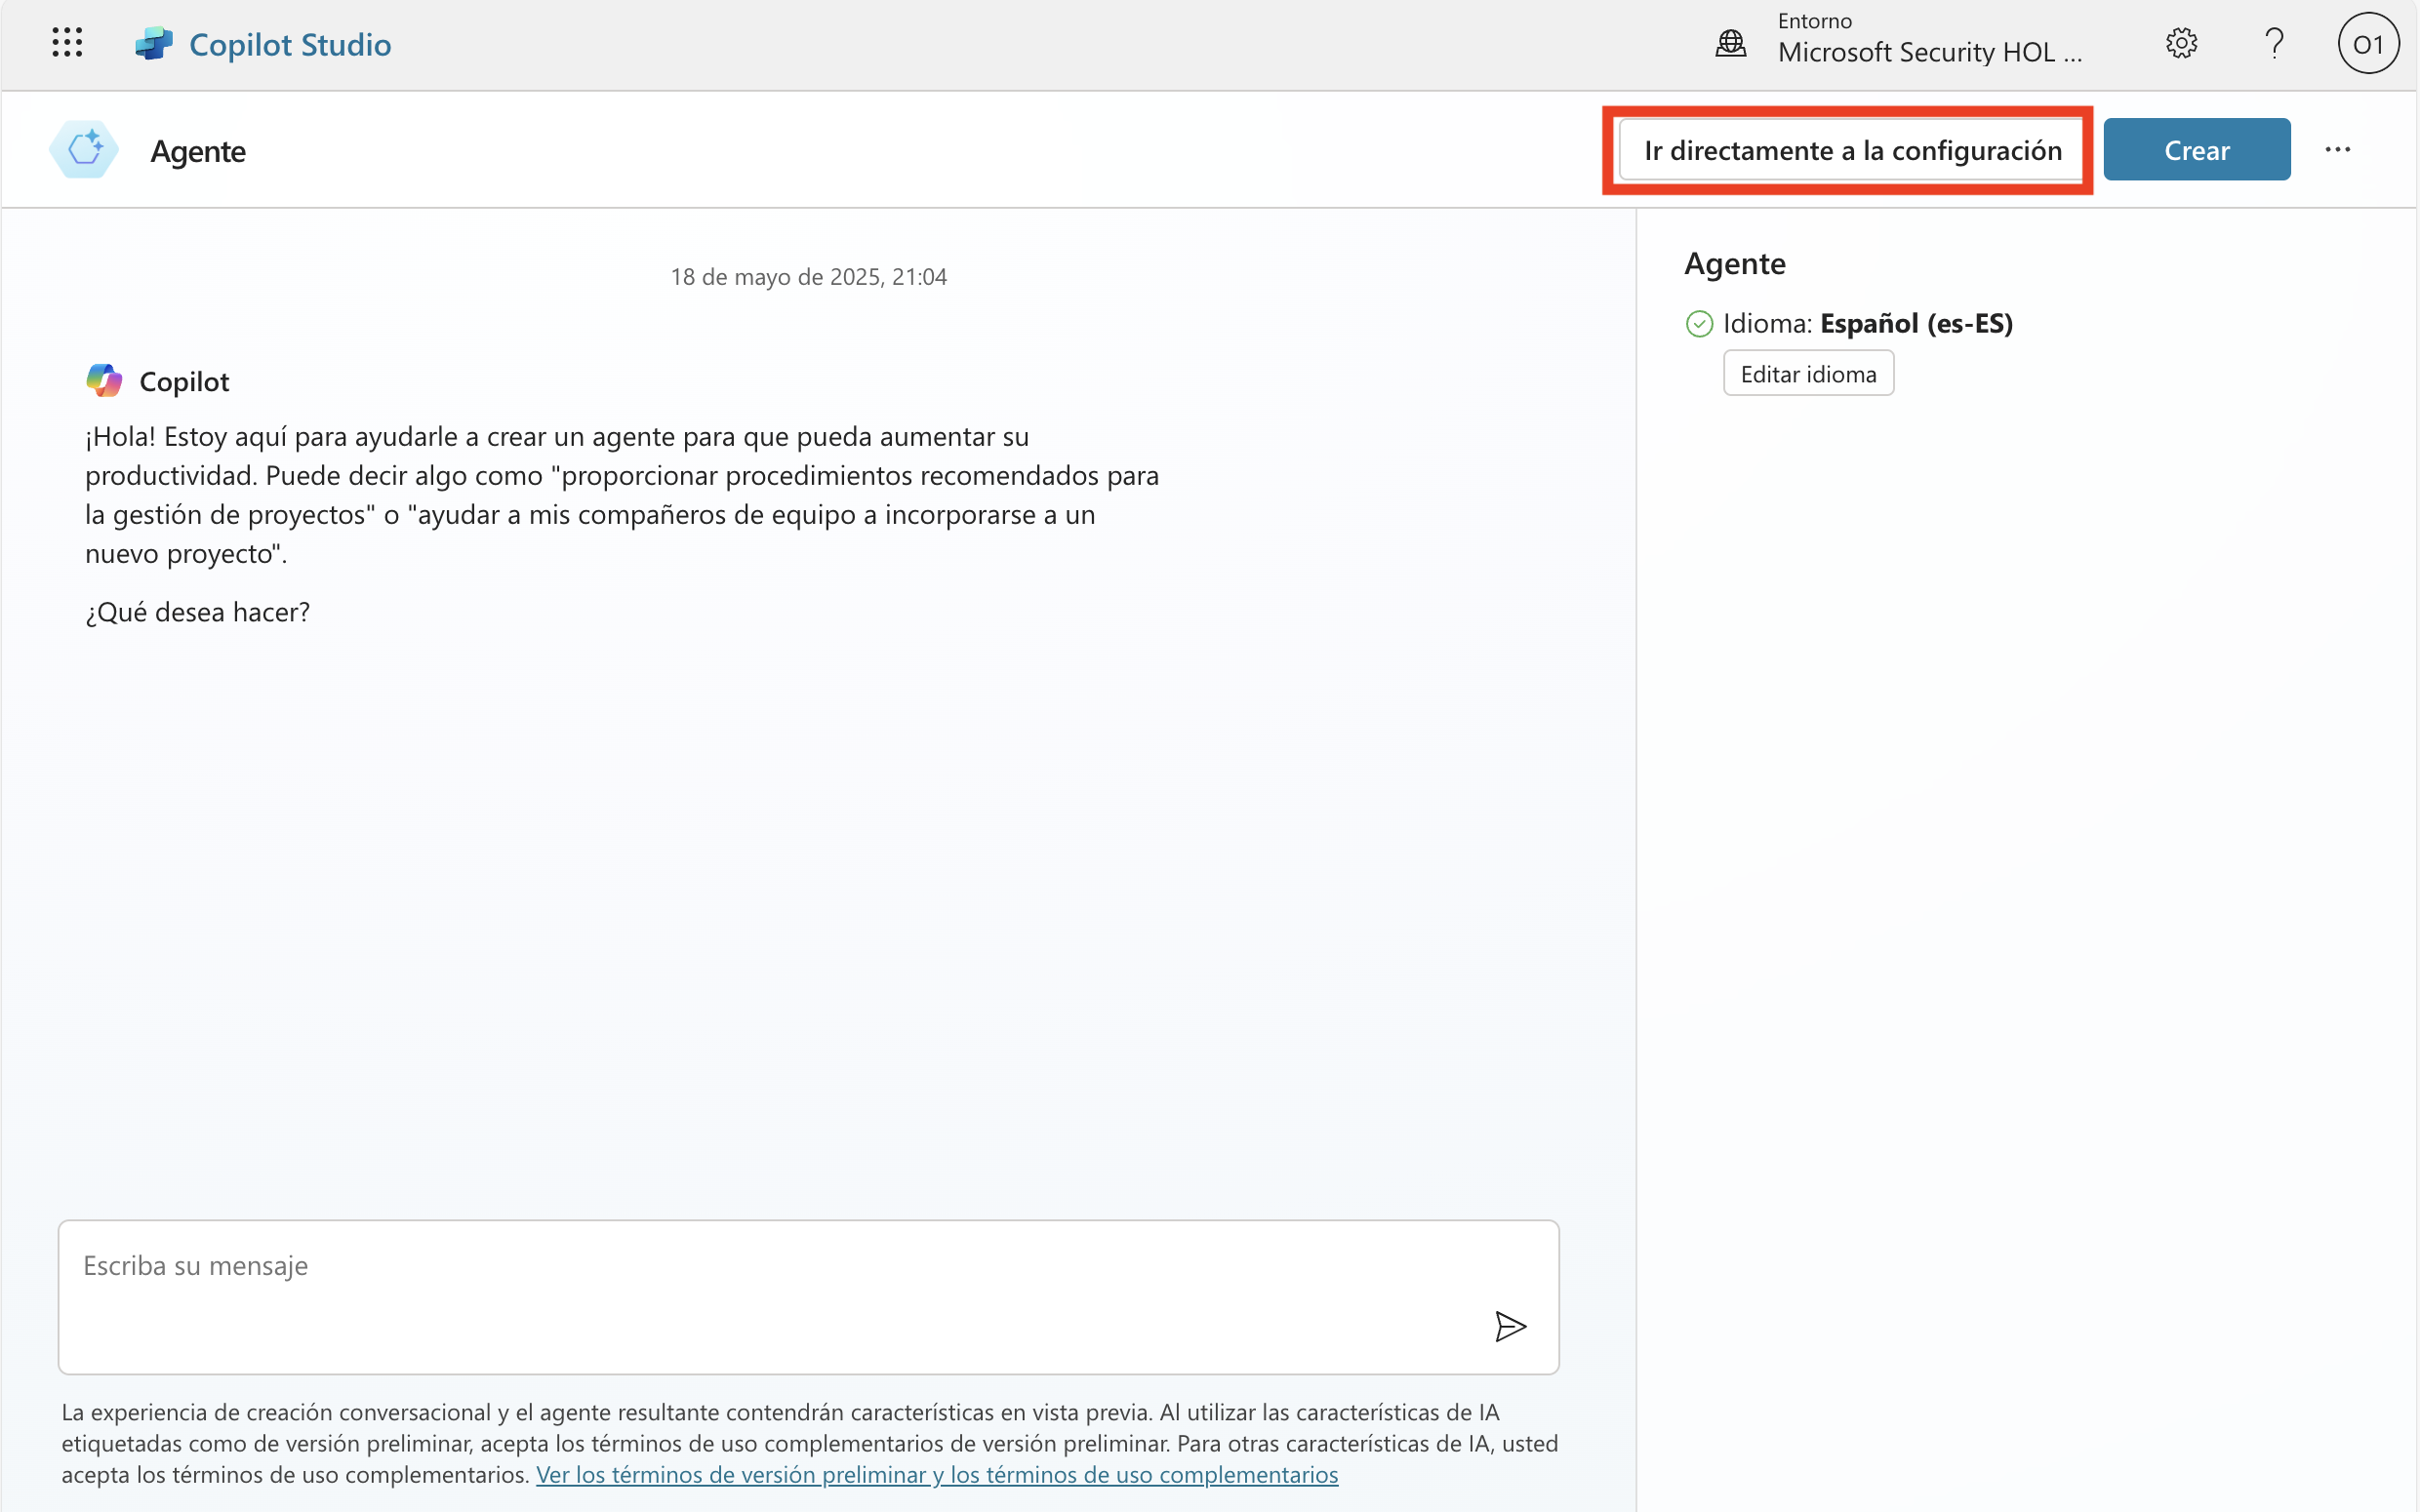 Copilot Studio
Entorno
Microsoft Security HOL ...
O1
Agente
Ir directamente a la configuración
Crear
18 de mayo de 2025, 21:04
Copilot
¡Hola! Estoy aquí para ayudarle a crear un agente para que pueda aumentar su
productividad. Puede decir algo como "proporcionar procedimientos recomendados para
la gestión de proyectos" o "ayudar a mis compañeros de equipo a incorporarse a un
nuevo proyecto".
¿Qué desea hacer?
Agente
Idioma: Español (es-ES)
Editar idioma
Escriba su mensaje
La experiencia de creación conversacional y el agente resultante contendrán características en vista previa. Al utilizar las características de IA
etiquetadas como de versión preliminar, acepta los términos de uso complementarios de versión preliminar. Para otras características de IA, usted
acepta los términos de uso complementarios. Ver los términos de versión preliminar y los términos de uso complementarios